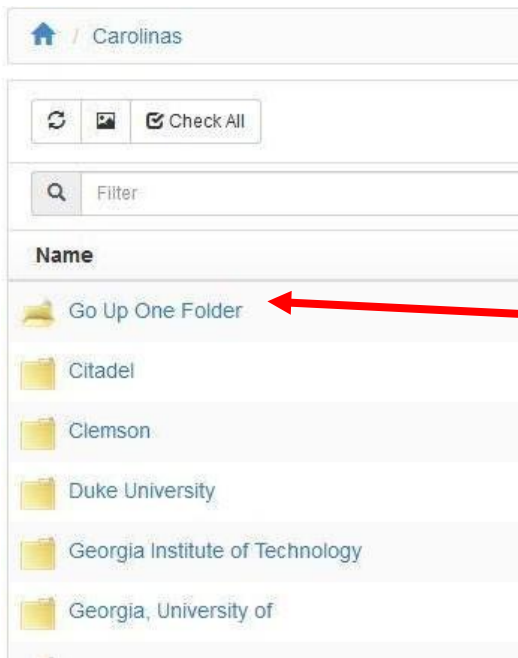 / Carolinas
Check All
Filter
Name
Go Up One Folder
Citadel
Clemson
Duke University
Georgia Institute of Technology
Georgia, University of